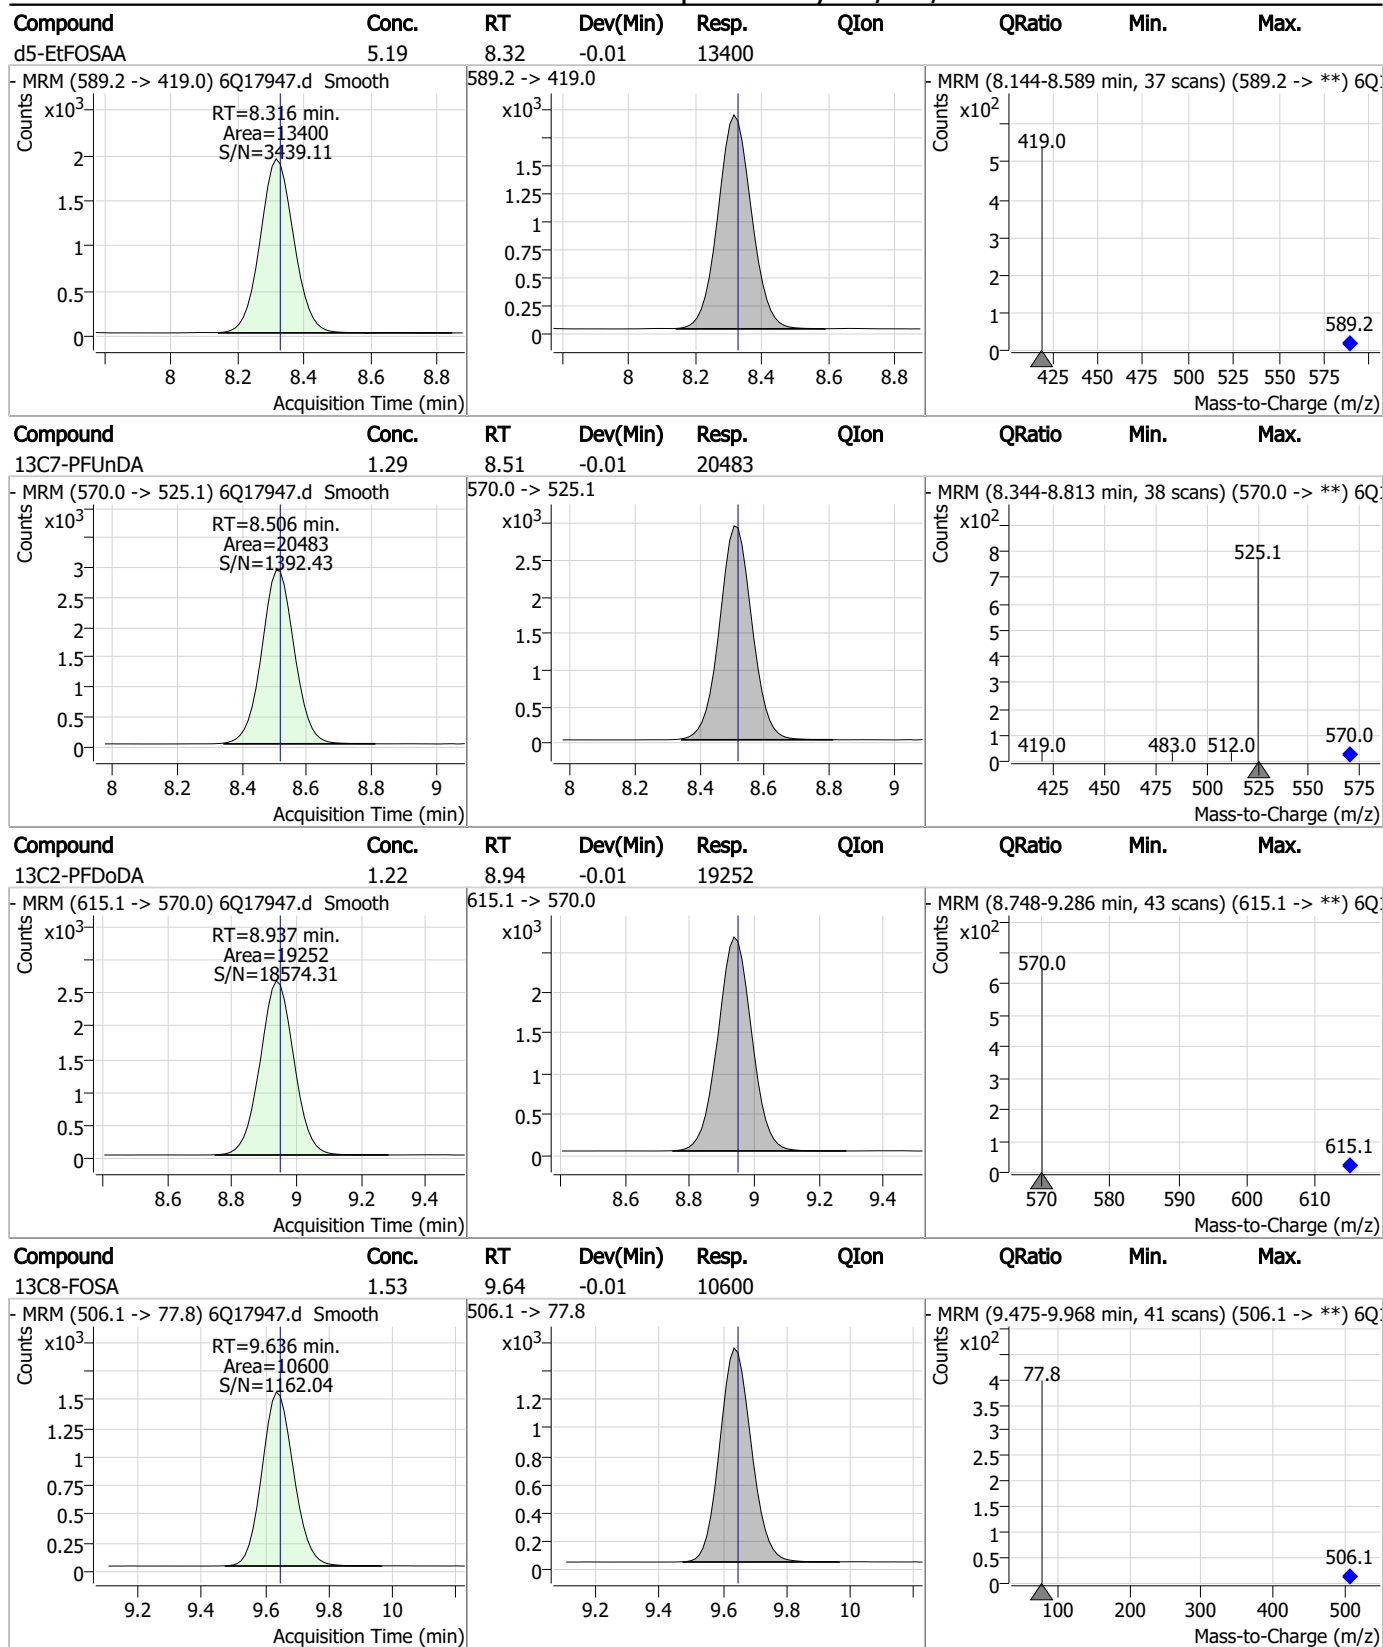 Compound Conc. RT Dev(Min) Resp. QIon QRatio Min. Max.
d5-EtFOSAA 5.19 8.32 -0.01 13400
- MRM (589.2 -> 419.0) 6Q17947.d Smooth
Counts
x10³
RT=8.316 min.
Area=13400
S/N=3439.11
2
1.5
1
0.5
0
8 8.2 8.4 8.6 8.8
Acquisition Time (min)
589.2 -> 419.0
x10³
1.5
1.25
1
0.75
0.5
0.25
0
8 8.2 8.4 8.6 8.8
- MRM (8.144-8.589 min, 37 scans) (589.2 -> **) 6Q
Counts
x10²
419.0
5
4
3
2
1
0
589.2
425 450 475 500 525 550 575
Mass-to-Charge (m/z)
Compound Conc. RT Dev(Min) Resp. QIon QRatio Min. Max.
13C7-PFUnDA 1.29 8.51 -0.01 20483
- MRM (570.0 -> 525.1) 6Q17947.d Smooth
Counts
x10³
RT=8.506 min.
Area=20483
S/N=1392.43
3
2.5
2
1.5
1
0.5
0
8 8.2 8.4 8.6 8.8 9
Acquisition Time (min)
570.0 -> 525.1
x10³
2.5
2
1.5
1
0.5
0
8 8.2 8.4 8.6 8.8 9
- MRM (8.344-8.813 min, 38 scans) (570.0 -> **) 6Q
Counts
x10²
525.1
8
7
6
5
4
3
2
1
0
419.0 483.0 512.0 570.0
425 450 475 500 525 550 575
Mass-to-Charge (m/z)
Compound Conc. RT Dev(Min) Resp. QIon QRatio Min. Max.
13C2-PFDoDA 1.22 8.94 -0.01 19252
- MRM (615.1 -> 570.0) 6Q17947.d Smooth
Counts
x10³
RT=8.937 min.
Area=19252
S/N=18574.31
2.5
2
1.5
1
0.5
0
8.6 8.8 9 9.2 9.4
Acquisition Time (min)
615.1 -> 570.0
x10³
2
1.5
1
0.5
0
8.6 8.8 9 9.2 9.4
- MRM (8.748-9.286 min, 43 scans) (615.1 -> **) 6Q
Counts
x10²
570.0
6
5
4
3
2
1
0
615.1
570 580 590 600 610
Mass-to-Charge (m/z)
Compound Conc. RT Dev(Min) Resp. QIon QRatio Min. Max.
13C8-FOSA 1.53 9.64 -0.01 10600
- MRM (506.1 -> 77.8) 6Q17947.d Smooth
Counts
x10³
RT=9.636 min.
Area=10600
S/N=1162.04
1.5
1.25
1
0.75
0.5
0.25
0
9.2 9.4 9.6 9.8 10
Acquisition Time (min)
506.1 -> 77.8
x10³
1.2
1
0.8
0.6
0.4
0.2
0
9.2 9.4 9.6 9.8 10
- MRM (9.475-9.968 min, 41 scans) (506.1 -> **) 6Q
Counts
x10²
77.8
4
3.5
3
2.5
2
1.5
1
0.5
0
506.1
100 200 300 400 500
Mass-to-Charge (m/z)